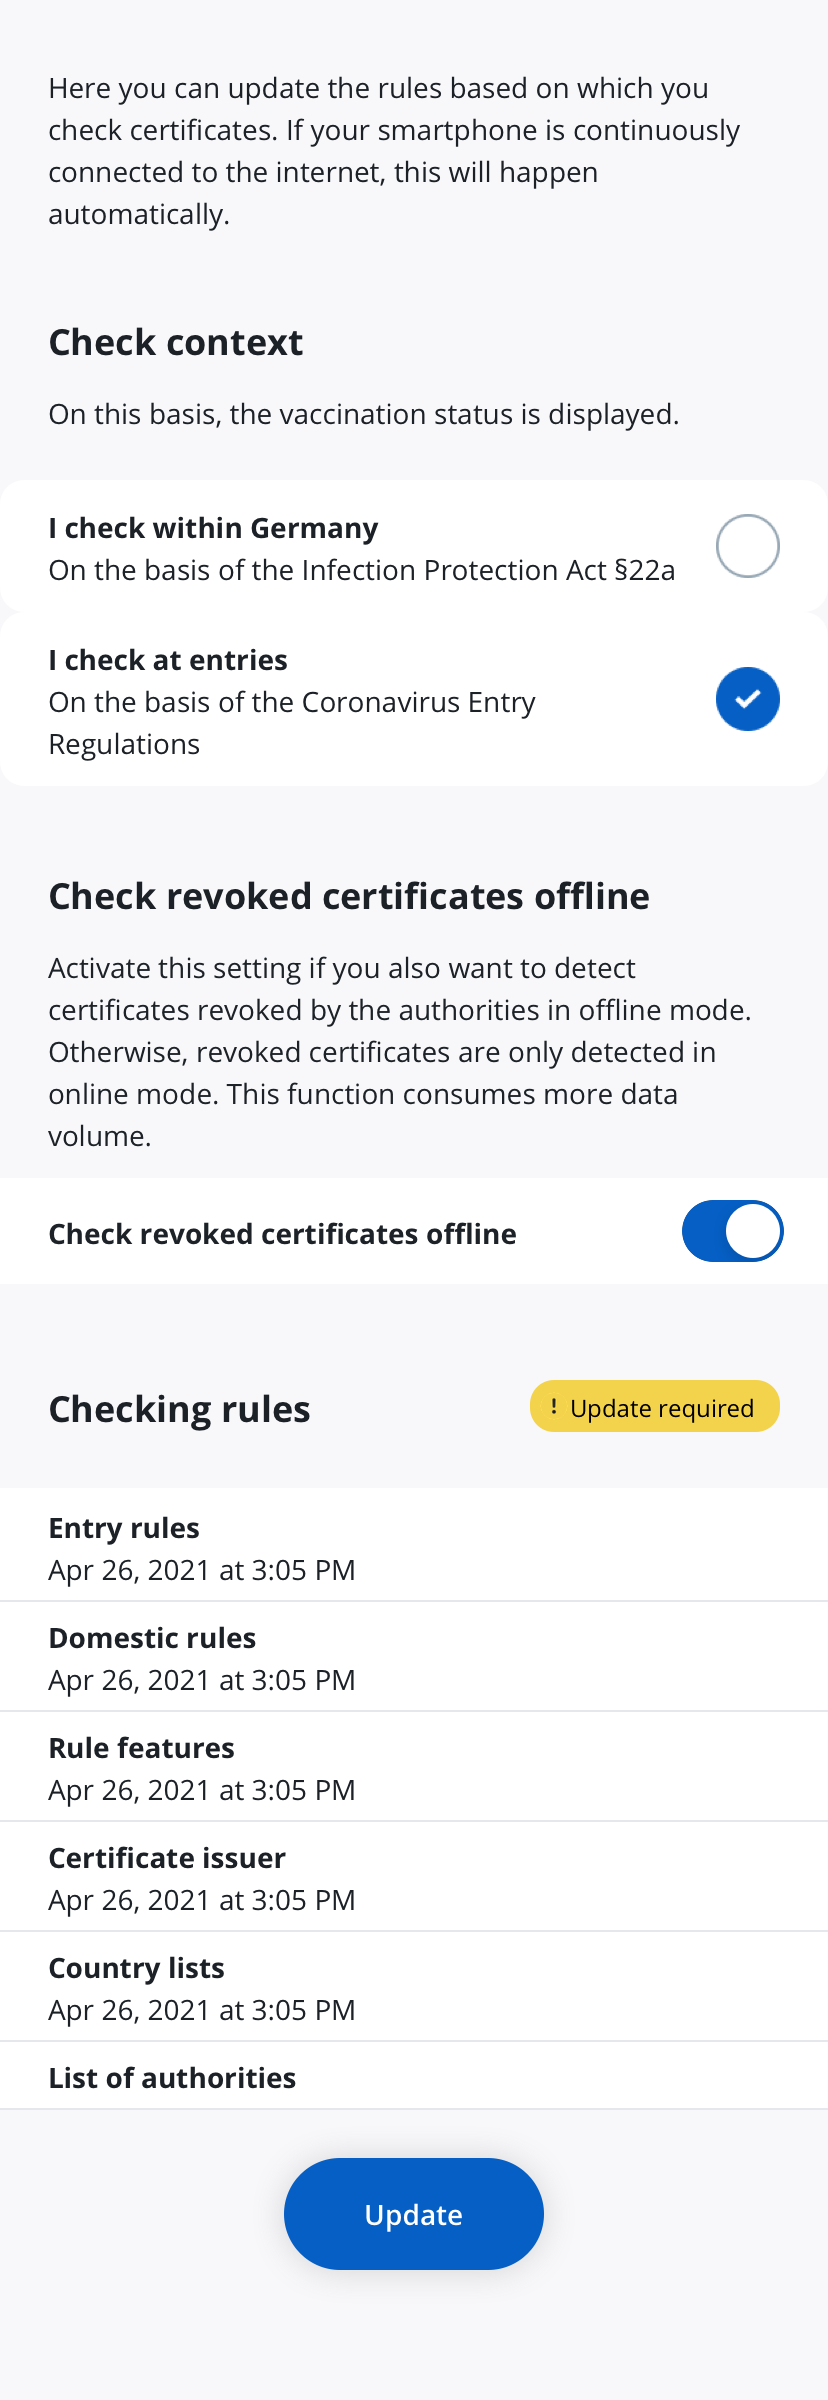 Here you can update the rules based on which you
check certificates. If your smartphone is continuously
connected to the internet, this will happen
automatically.
Check context
On this basis, the vaccination status is displayed.
I check within Germany
On the basis of the Infection Protection Act §22a
I check at entries
On the basis of the Coronavirus Entry
Regulations
Check revoked certificates offline
Activate this setting if you also want to detect
certificates revoked by the authorities in offline mode.
Otherwise, revoked certificates are only detected in
online mode. This function consumes more data
volume.
Check revoked certificates offline
Checking rules
! Update required
Entry rules
Apr 26, 2021 at 3:05 PM
Domestic rules
Apr 26, 2021 at 3:05 PM
Rule features
Apr 26, 2021 at 3:05 PM
Certificate issuer
Apr 26, 2021 at 3:05 PM
Country lists
Apr 26, 2021 at 3:05 PM
List of authorities
Update